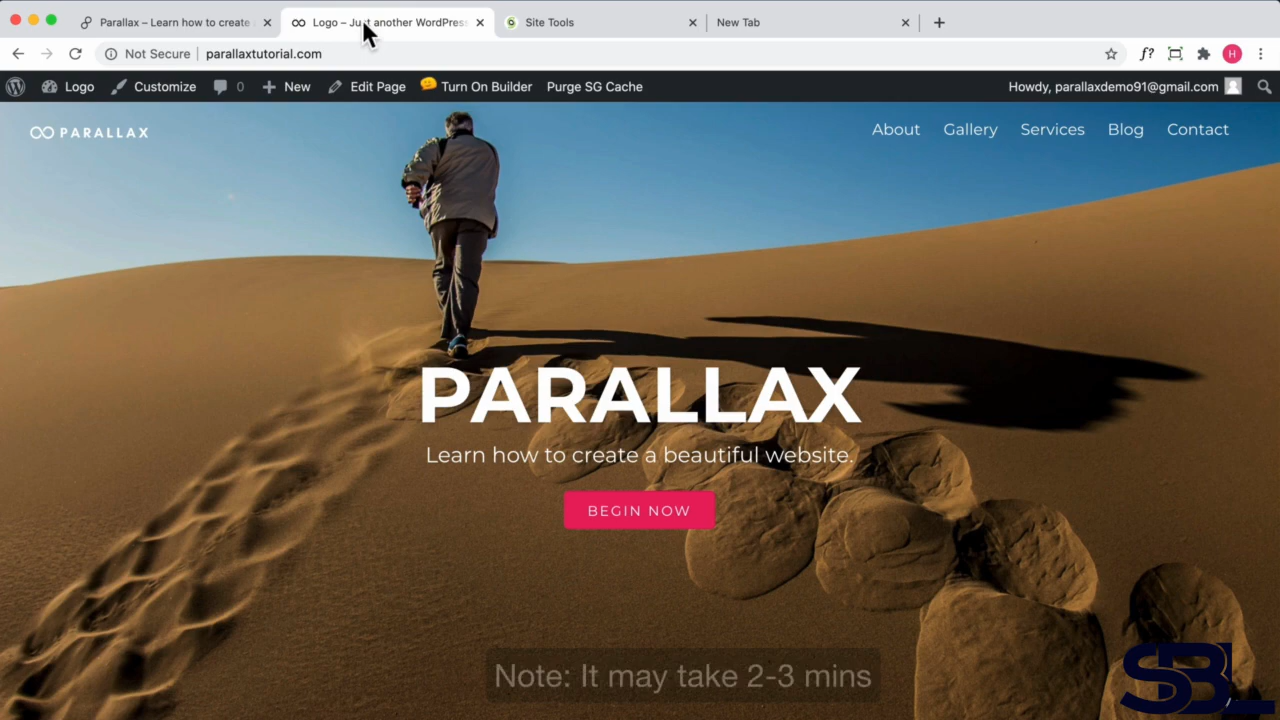 Parallax – Learn how to create
Logo – Just another WordPress
Site Tools
New Tab
Not Secure
parallaxtutorial.com
f?
H
Logo
Customize
0
New
Edit Page
Turn On Builder
Purge SG Cache
Howdy, parallaxdemo91@gmail.com
PARALLAX
About
Gallery
Services
Blog
Contact
PARALLAX
Learn how to create a beautiful website.
BEGIN NOW
Note: It may take 2-3 mins
SBL